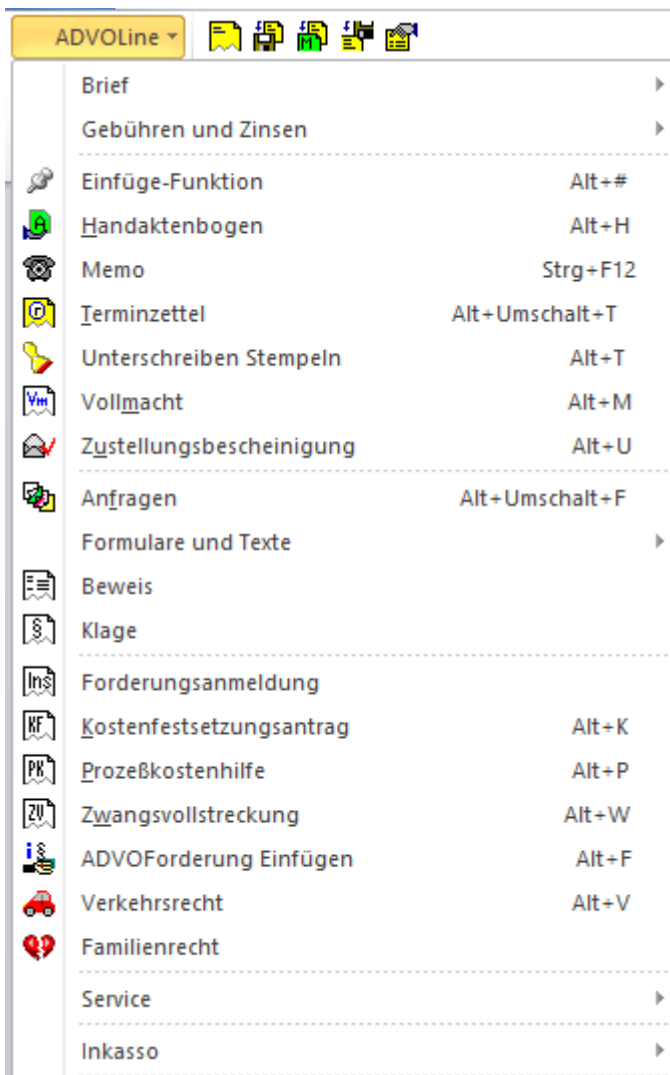 ADVOLine
Brief
Gebühren und Zinsen
Einfüge-Funktion Alt+#
Handaktenbogen Alt+H
Memo Strg+F12
Terminzettel Alt+Umschalt+T
Unterschreiben Stempeln Alt+T
Vollmacht Alt+M
Zustellungsbescheinigung Alt+U
Anfragen Alt+Umschalt+F
Formulare und Texte
Beweis
Klage
Forderungsanmeldung
Kostenfestsetzungsantrag Alt+K
Prozeßkostenhilfe Alt+P
Zwangsvollstreckung Alt+W
ADVOForderung Einfügen Alt+F
Verkehrsrecht Alt+V
Familienrecht
Service
Inkasso